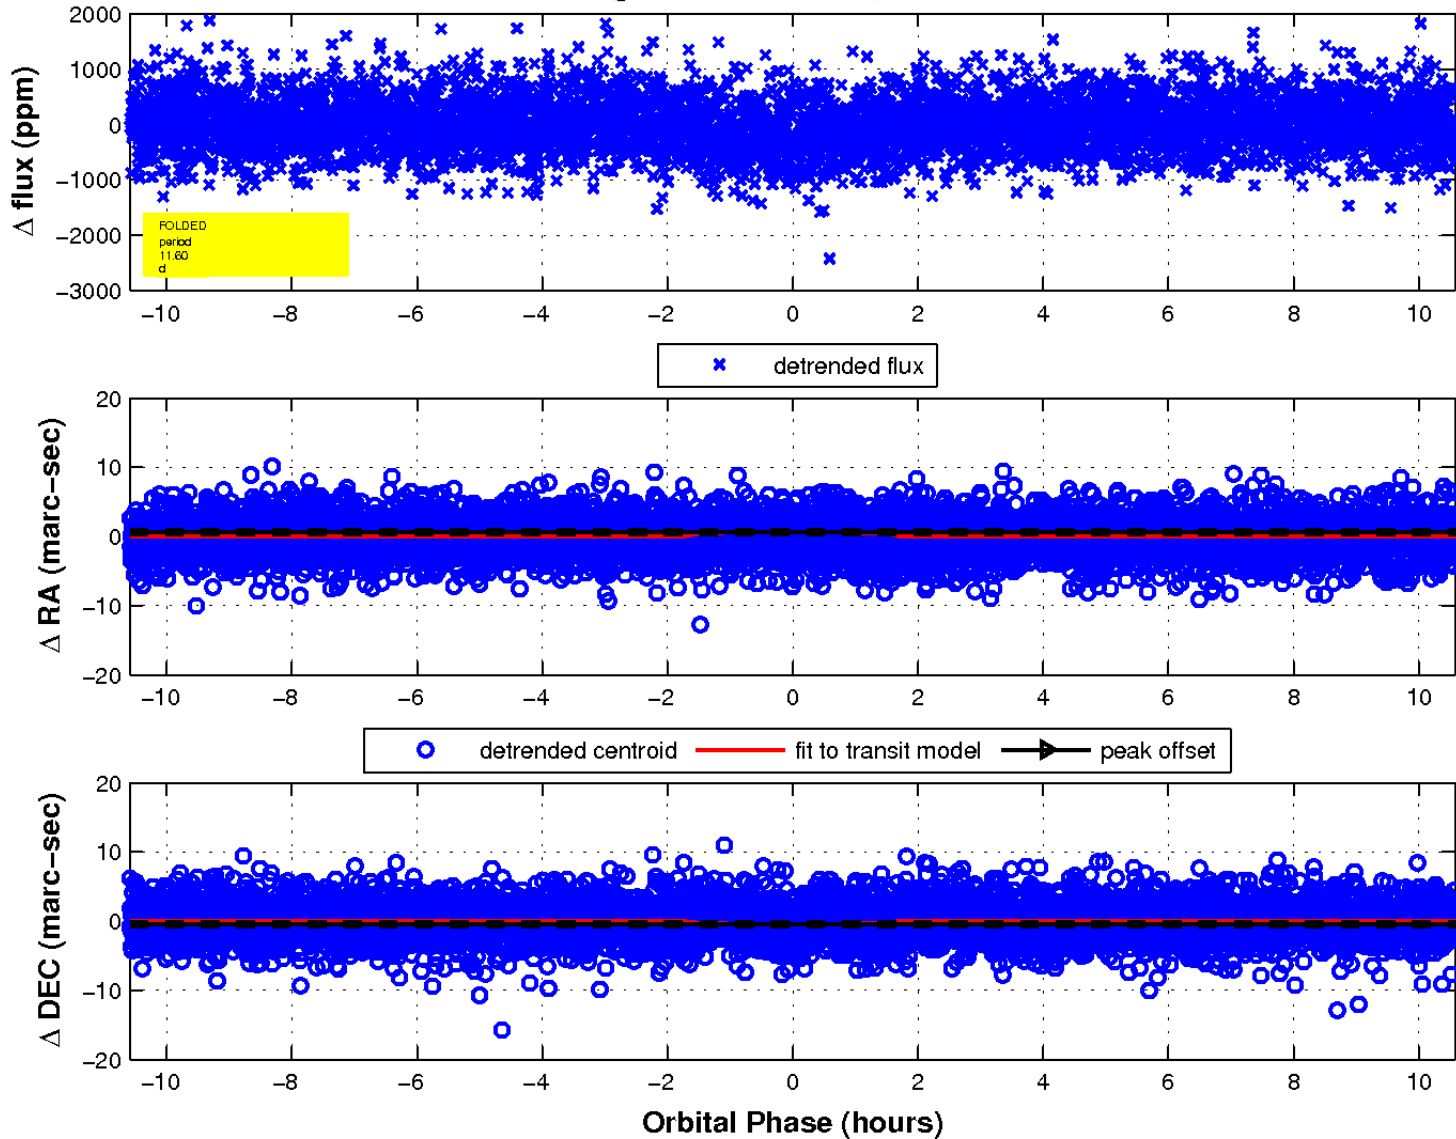 2000
1000
0
−1000
−2000
−3000
Δ flux (ppm)
FOLDED
period
11.60
d
−10 −8 −6 −4 −2 0 2 4 6 8 10
detrended flux
20
10
0
−10
−20
Δ RA (marc−sec)
−10 −8 −6 −4 −2 0 2 4 6 8 10
detrended centroid fit to transit model peak offset
20
10
0
−10
−20
Δ DEC (marc−sec)
−10 −8 −6 −4 −2 0 2 4 6 8 10
Orbital Phase (hours)